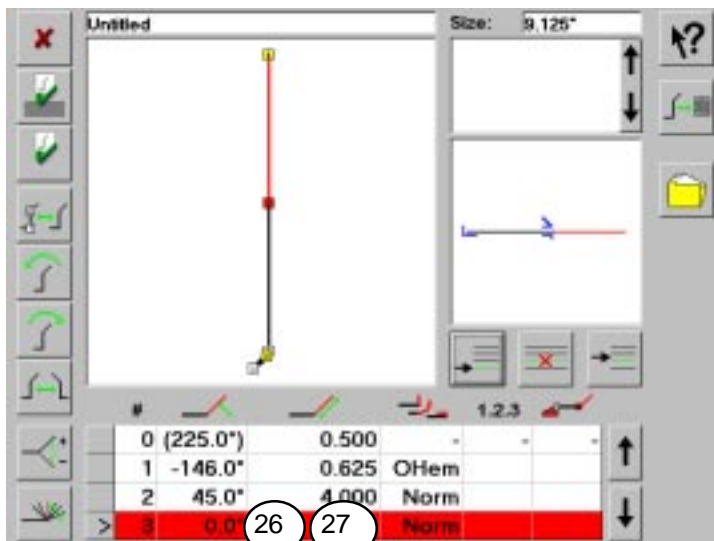 Untitled
Size: 9.125"
?
# 1.2.3
0 (225.0°) 0.500 - - -
1 -146.0° 0.625 OHem
2 45.0° 4.000 Norm
> 3 0.0° 26 27 Norm